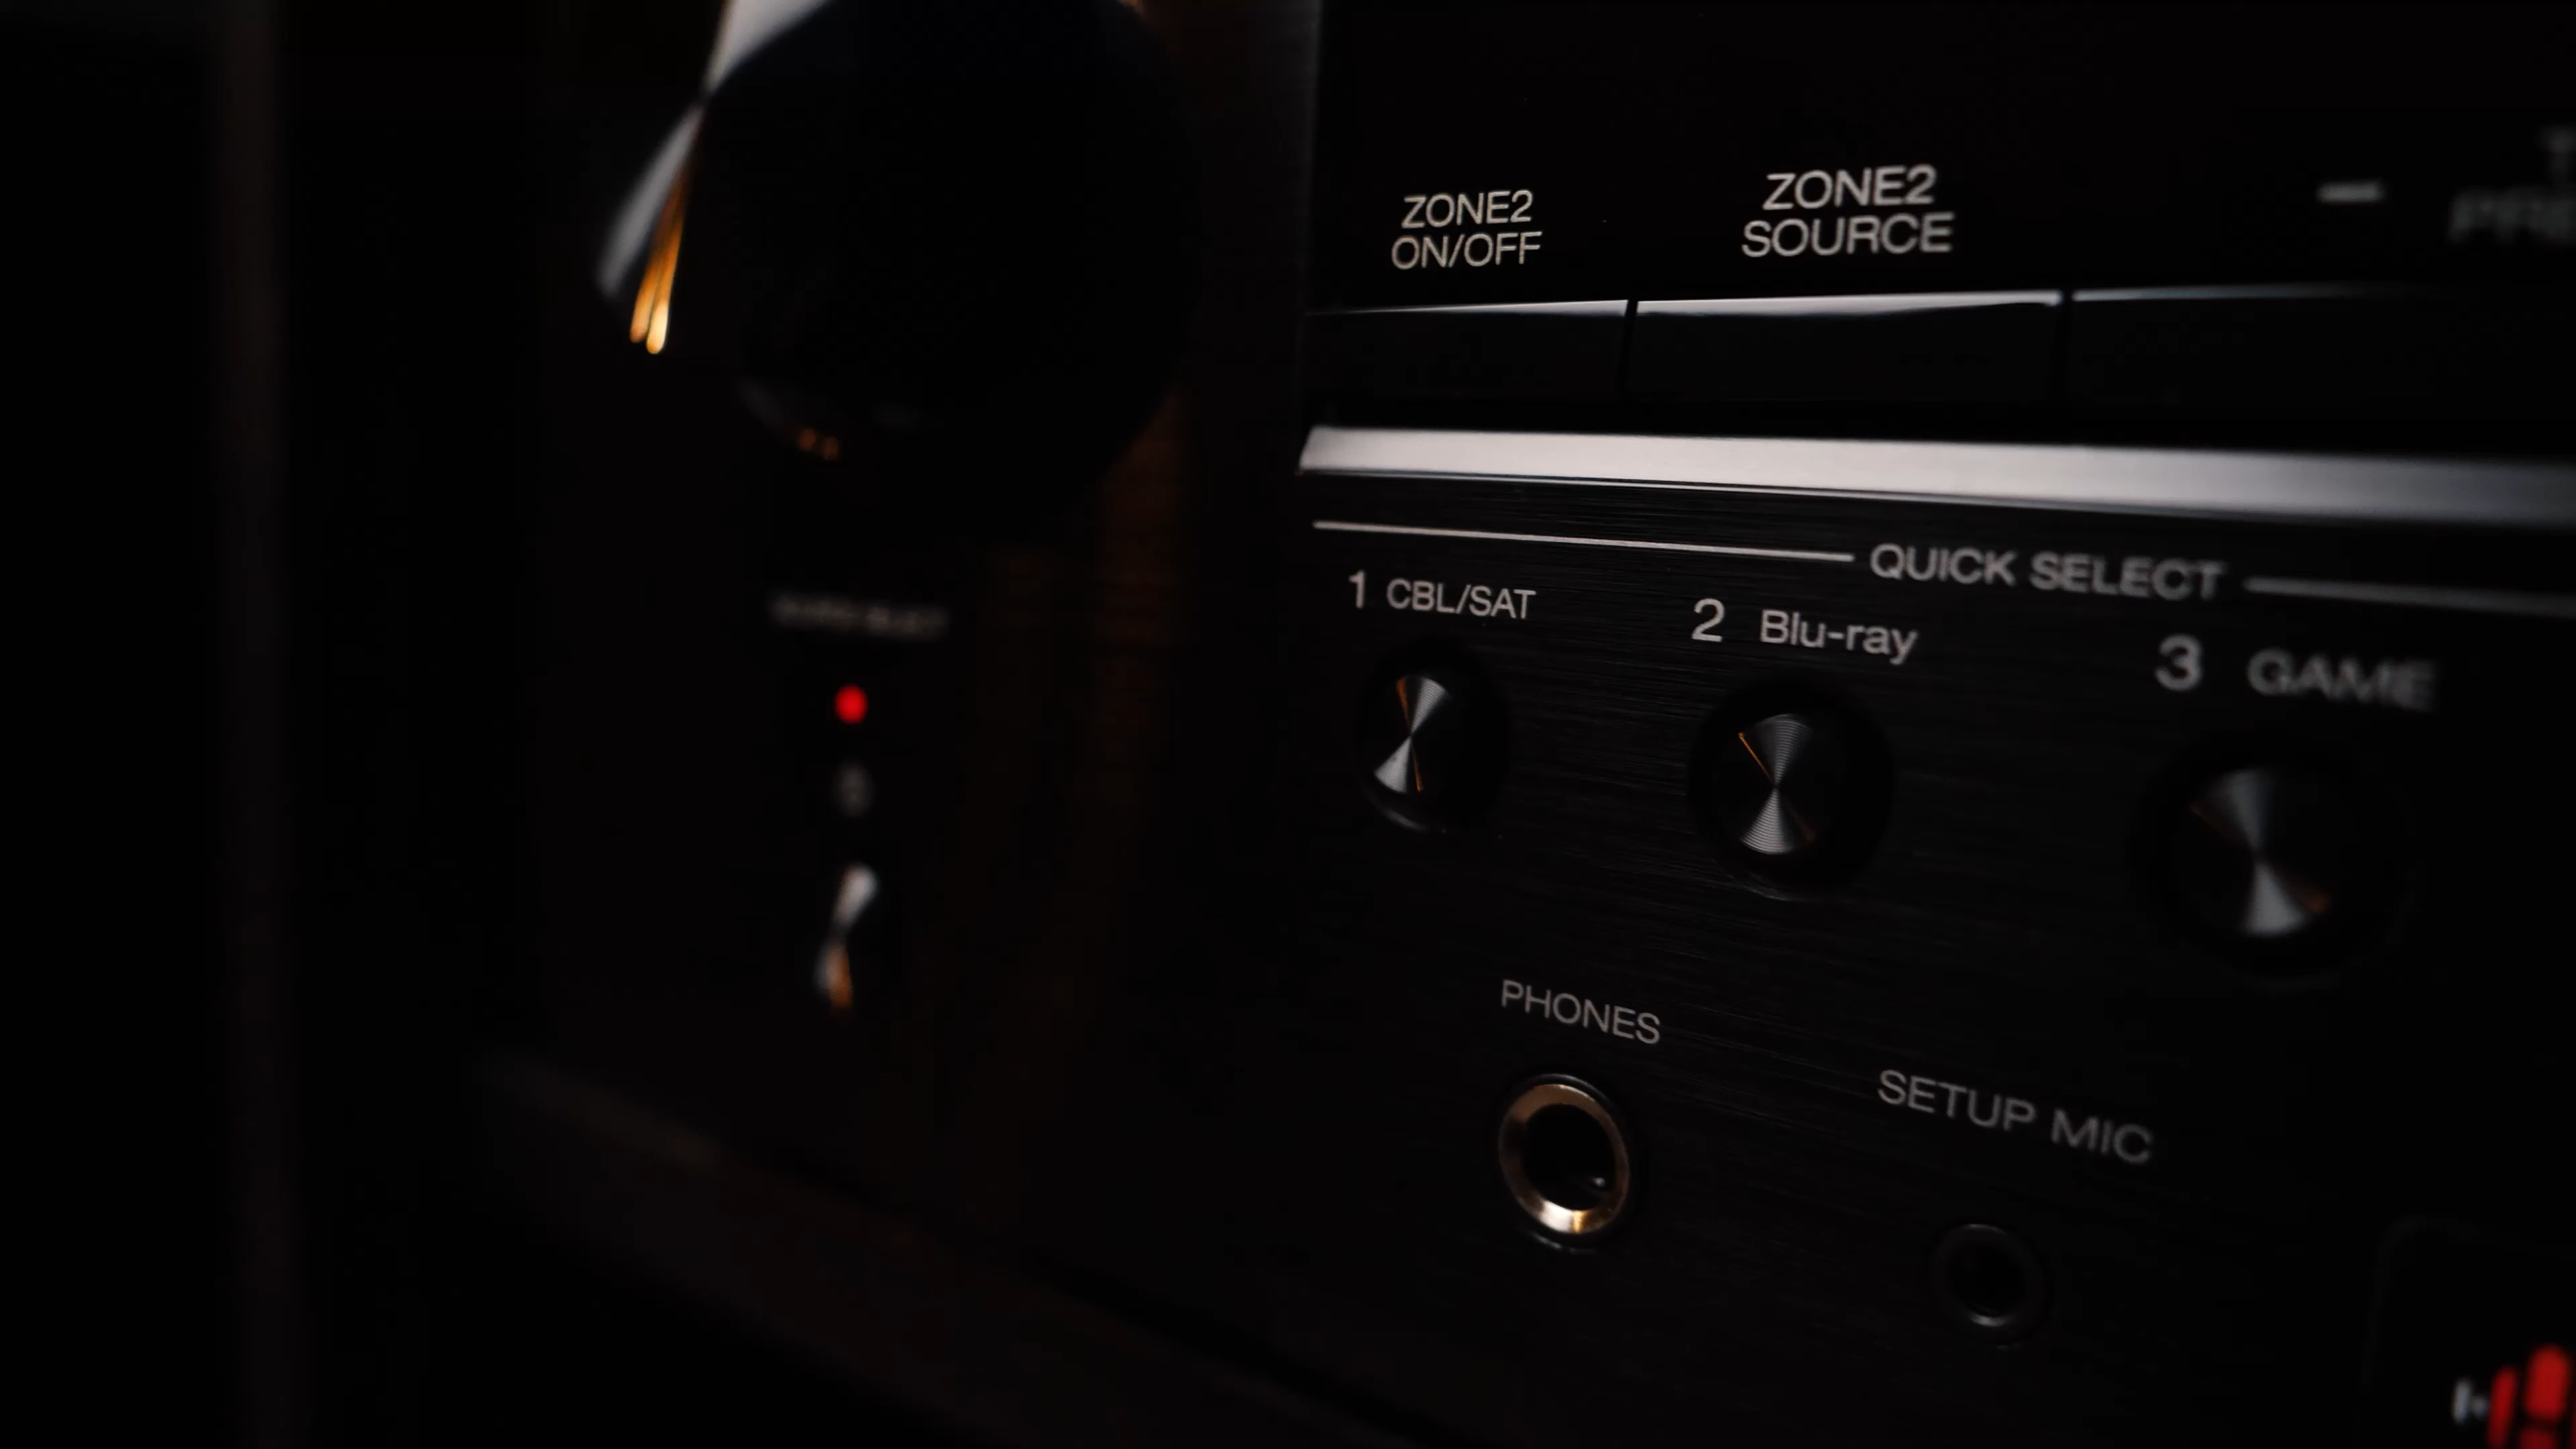 ZONE2
ON/OFF
ZONE2
SOURCE
QUICK SELECT
1 CBL/SAT
2 Blu-ray
3 GAME
PHONES
SETUP MIC